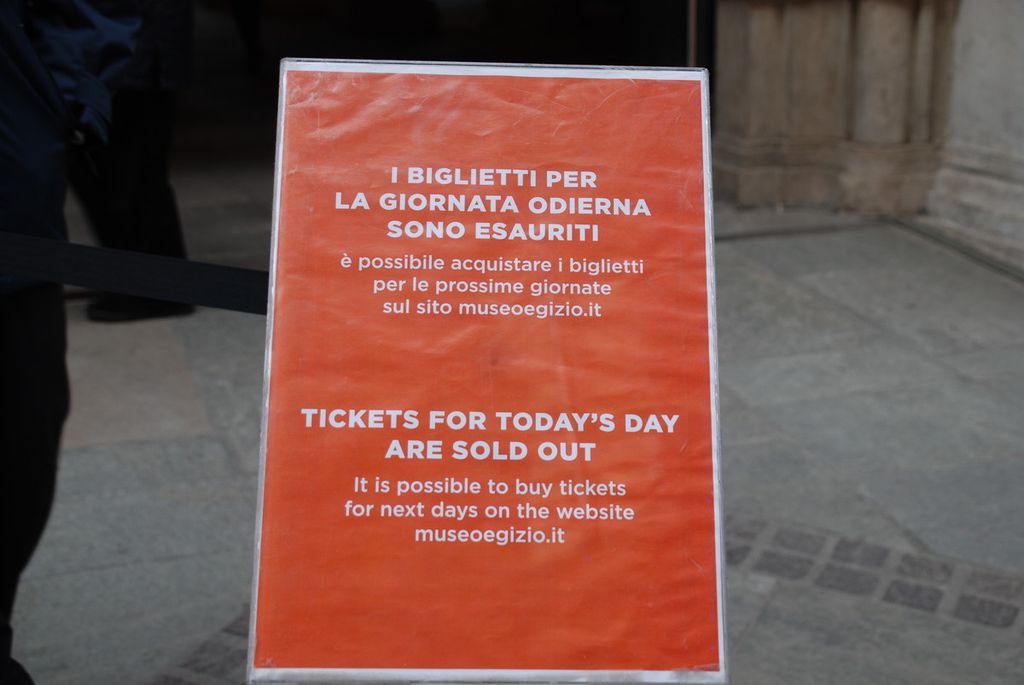 I BIGLIETTI PER
LA GIORNATA ODIERNA
SONO ESAURITI
è possibile acquistare i biglietti
per le prossime giornate
sul sito museoegizio.it
TICKETS FOR TODAY'S DAY
ARE SOLD OUT
It is possible to buy tickets
for next days on the website
museoegizio.it